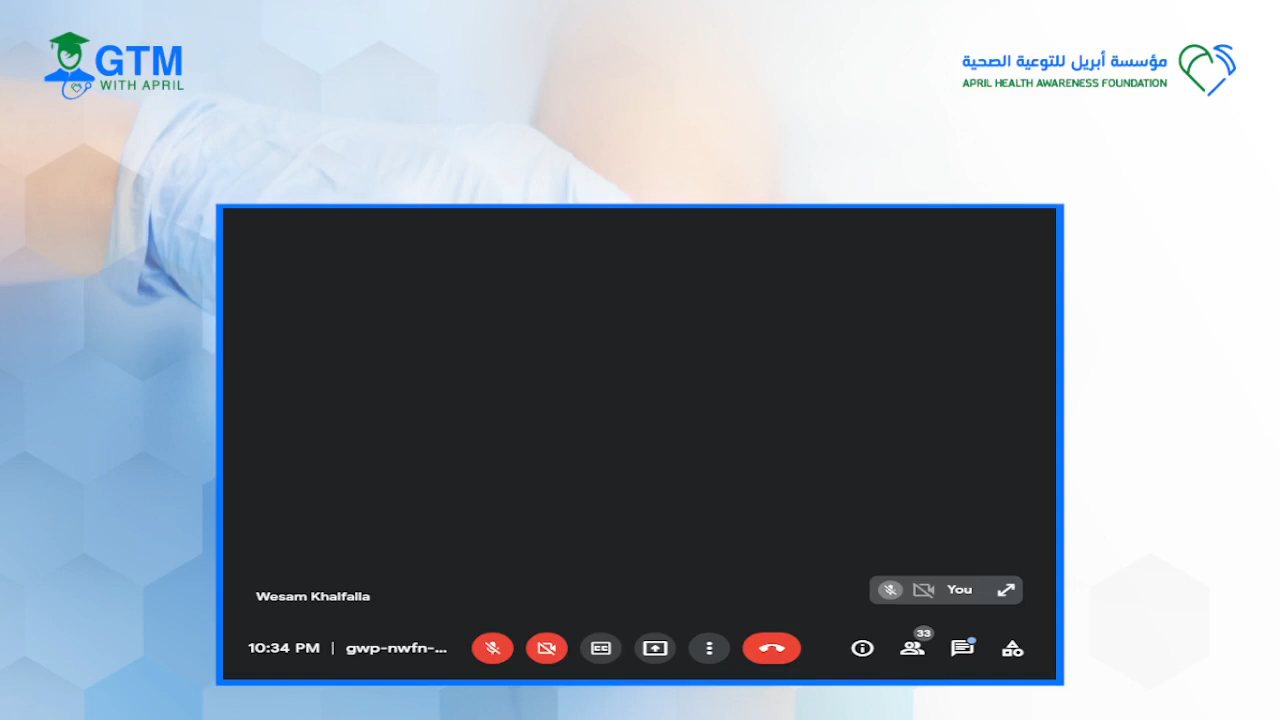 GTM
WITH APRIL
مؤسسة أبريل للتوعية الصحية
APRIL HEALTH AWARENESS FOUNDATION
Wesam Khalfalla
You
10:34 PM | gwp-nwfn-...
CC
33